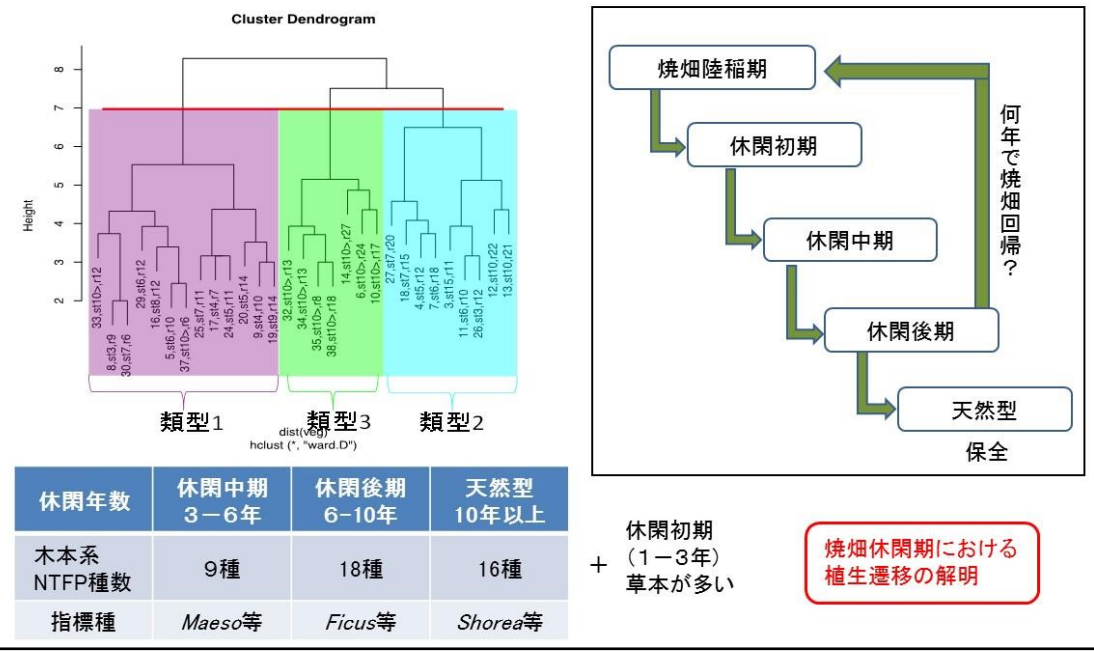 Cluster Dendrogram
Height
8
7
6
5
4
3
2
33,st10>,r12
8,st3,r9
30,st7,r6
29,st6,r12
16,st8,r12
5,st6,r10
37,st10>,r6
25,st7,r11
17,st4,r7
24,st5,r11
20,st5,r14
9,st4,r10
19,st9,r14
32,st10>,r13
34,st10>,r13
35,st10>,r8
38,st10>,r18
14,st10>,r27
6,st10>,r24
10,st10>,r17
27,st7,r20
18,st7,r15
4,st5,r12
7,st6,r18
3,st15,r11
11,st6,r10
26,st3,r12
12,st10,r22
13,st10,r21
類型1
類型3
類型2
dist(veg)
hclust (*, "ward.D")
焼畑陸稲期
休閑初期
休閑中期
休閑後期
天然型
保全
何年で焼畑回帰?
休閑年数
休閑中期
3-6年
休閑後期
6-10年
天然型
10年以上
木本系
NTFP種数
9種
18種
16種
指標種
Maeso等
Ficus等
Shorea等
+
休閑初期
(1-3年)
草本が多い
焼畑休閑期における
植生遷移の解明